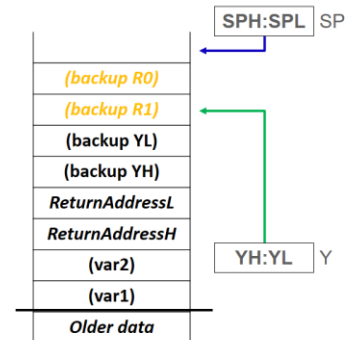 SPH:SPL SP
(backup R0)
(backup R1)
(backup YL)
(backup YH)
ReturnAddressL
ReturnAddressH
(var2)
YH:YL Y
(var1)
Older data